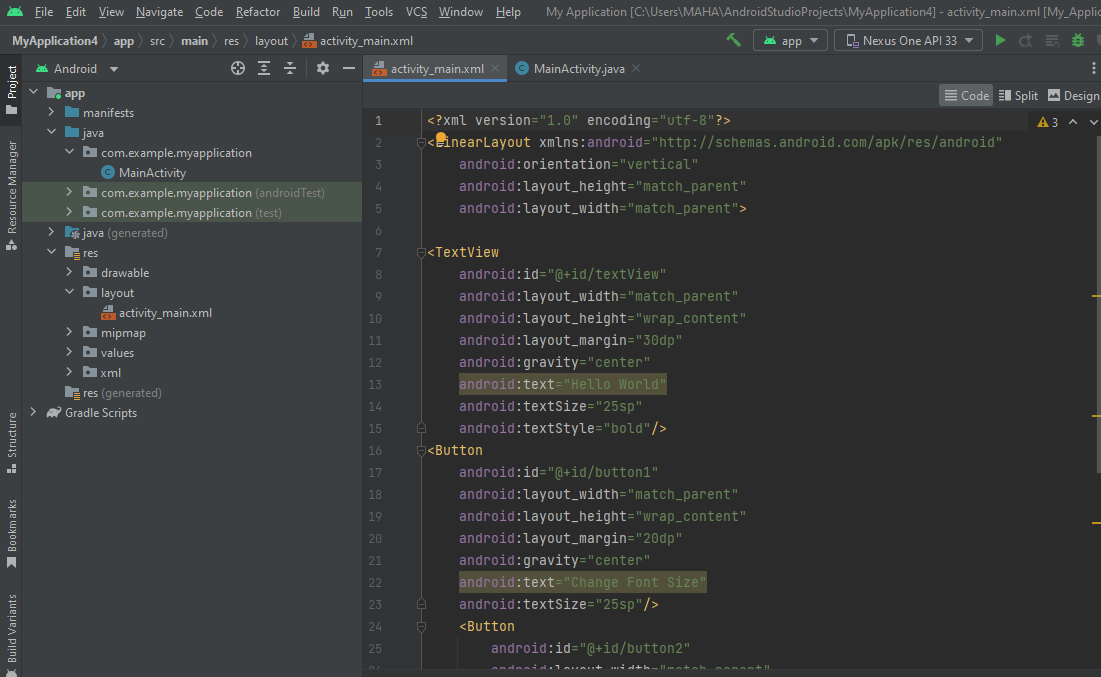 File Edit View Navigate Code Refactor Build Run Tools VCS Window Help My Application [C:\Users\MAHA\AndroidStudioProjects\MyApplication4] - activity_main.xml [My_Applic
MyApplication4 app src main res layout activity_main.xml app Nexus One API 33
Project
Resource Manager
Structure
Bookmarks
Build Variants
Android
app
manifests
java
com.example.myapplication
MainActivity
com.example.myapplication (androidTest)
com.example.myapplication (test)
java (generated)
res
drawable
layout
activity_main.xml
mipmap
values
xml
res (generated)
Gradle Scripts
activity_main.xml MainActivity.java
Code Split Design
3
1 <?xml version="1.0" encoding="utf-8"?>
2 <LinearLayout xmlns:android="http://schemas.android.com/apk/res/android"
3 android:orientation="vertical"
4 android:layout_height="match_parent"
5 android:layout_width="match_parent">
6
7 <TextView
8 android:id="@+id/textView"
9 android:layout_width="match_parent"
10 android:layout_height="wrap_content"
11 android:layout_margin="30dp"
12 android:gravity="center"
13 android:text="Hello World"
14 android:textSize="25sp"
15 android:textStyle="bold"/>
16 <Button
17 android:id="@+id/button1"
18 android:layout_width="match_parent"
19 android:layout_height="wrap_content"
20 android:layout_margin="20dp"
21 android:gravity="center"
22 android:text="Change Font Size"
23 android:textSize="25sp"/>
24 <Button
25 android:id="@+id/button2"
26 android:layout_width="match_parent"